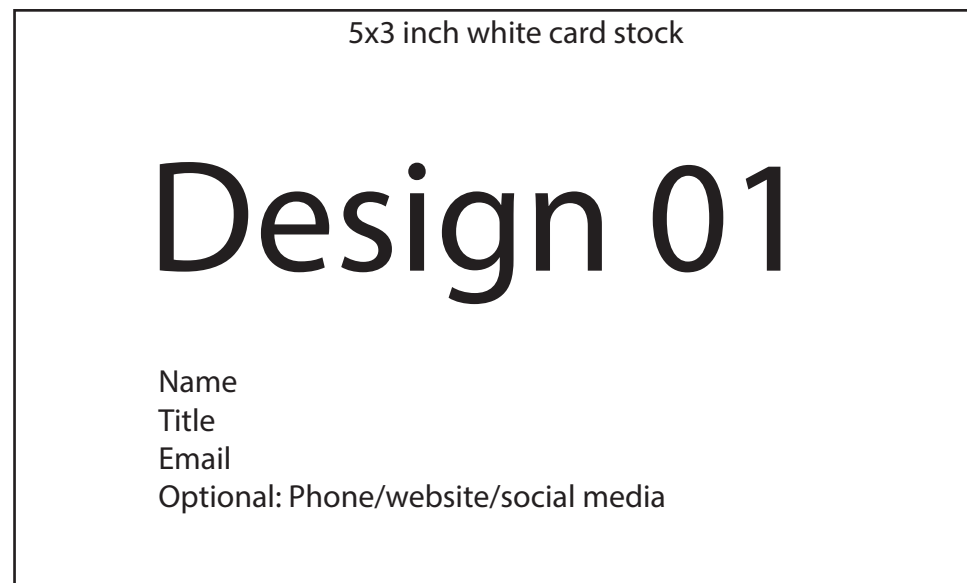 5x3 inch white card stock
Design 01
Name
Title
Email
Optional: Phone/website/social media